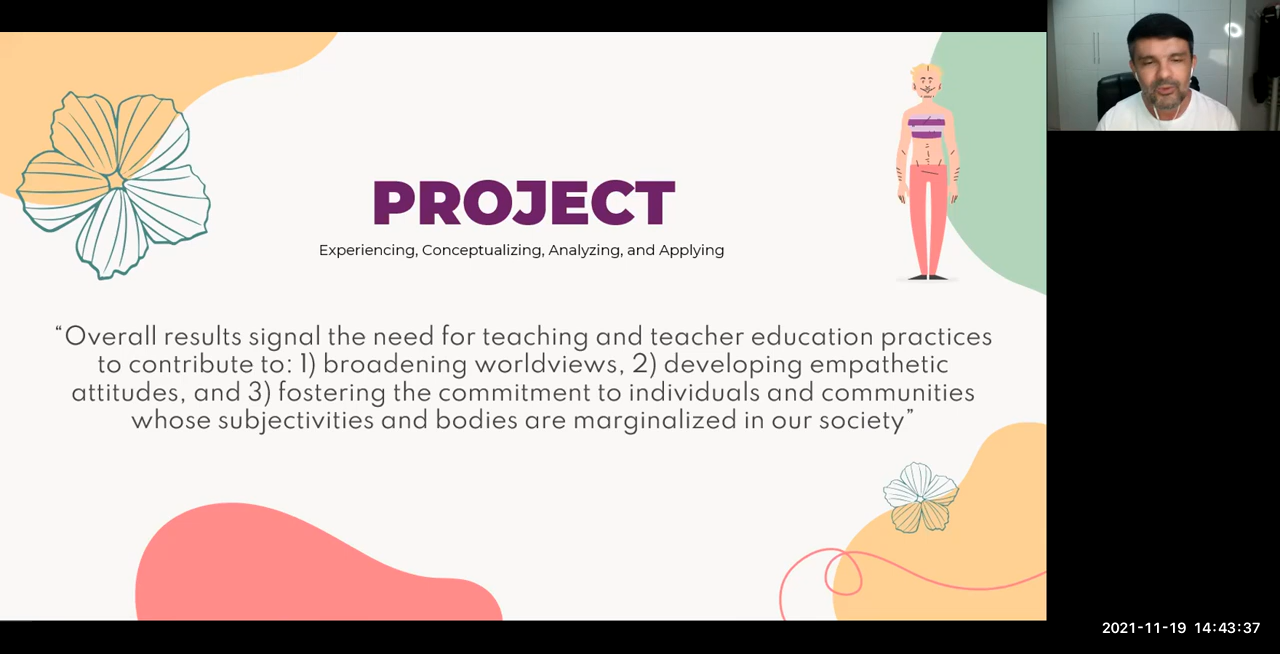 PROJECT
Experiencing, Conceptualizing, Analyzing, and Applying
“Overall results signal the need for teaching and teacher education practices
to contribute to: 1) broadening worldviews, 2) developing empathetic
attitudes, and 3) fostering the commitment to individuals and communities
whose subjectivities and bodies are marginalized in our society”
2021-11-19 14:43:37